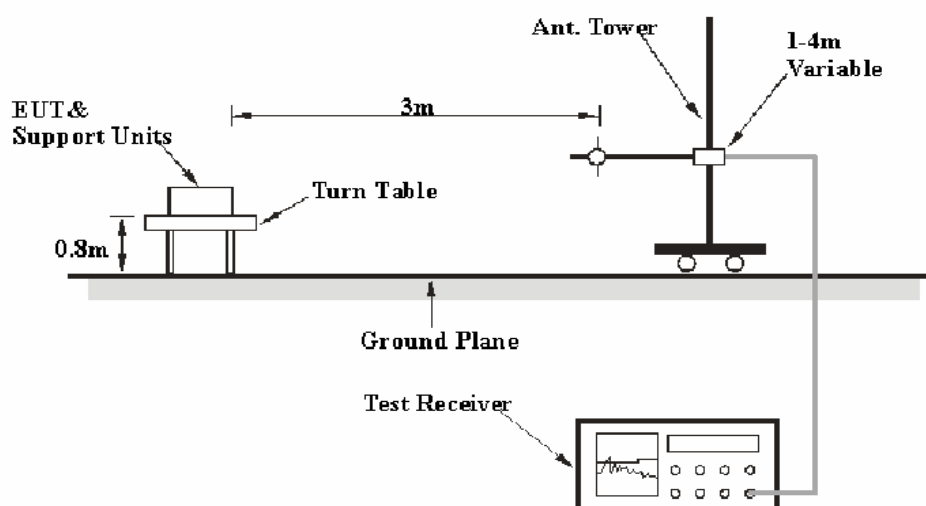 Ant. Tower
1-4m
Variable
EUT&
Support Units
3m
Turn Table
0.8m
Ground Plane
Test Receiver